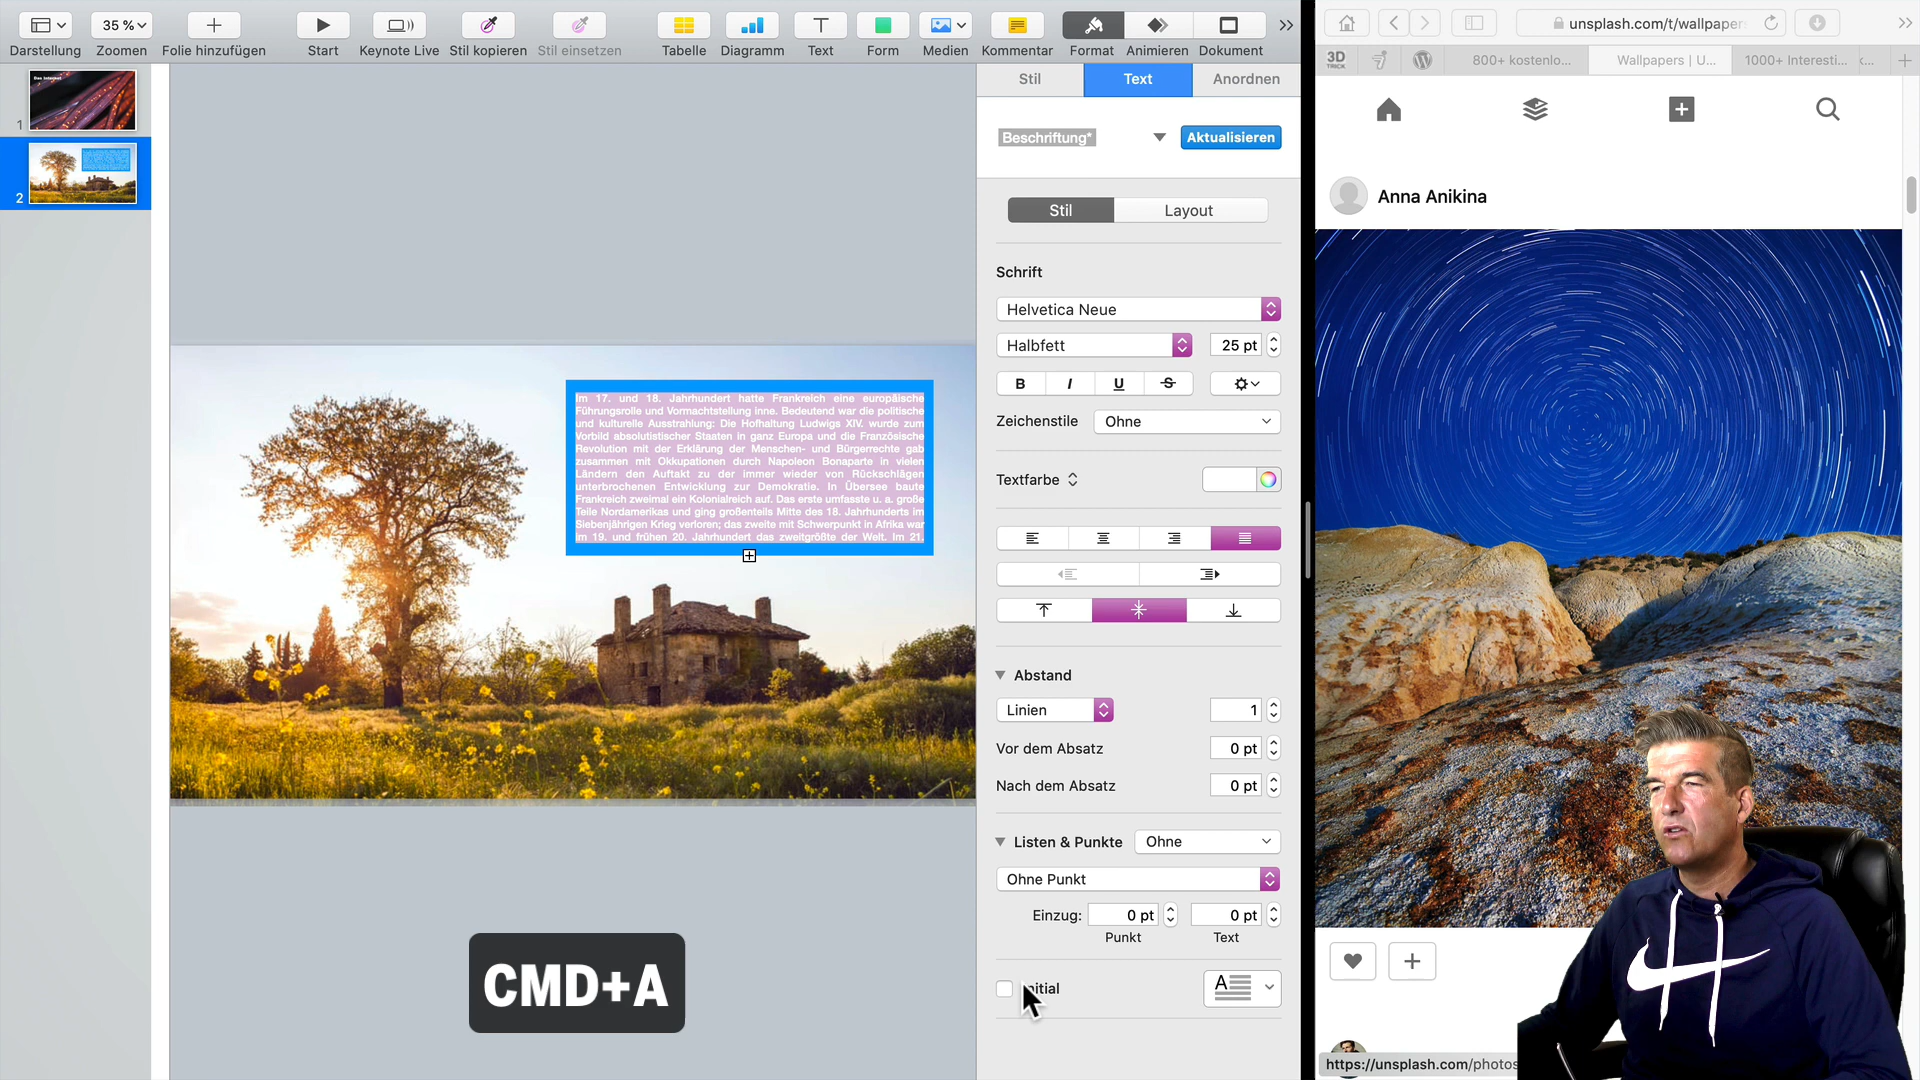 35 %
Darstellung
Zoomen
Folie hinzufügen
Start
Keynote Live
Stil kopieren
Stil einsetzen
Tabelle
Diagramm
Text
Form
Medien
Kommentar
Format
Animieren
Dokument
unsplash.com/t/wallpaper
3D
TRICK
800+ kostenlo...
Wallpapers | U...
1000+ Interesti...
1
Das Internet
2
Stil
Text
Anordnen
Beschriftung*
Aktualisieren
Stil
Layout
Schrift
Helvetica Neue
Halbfett
25 pt
B I U S
Zeichenstile
Ohne
Textfarbe
Abstand
Linien
1
Vor dem Absatz
0 pt
Nach dem Absatz
0 pt
Listen & Punkte
Ohne
Ohne Punkt
Einzug:
0 pt
0 pt
Punkt
Text
itial
A
Im 17. und 18. Jahrhundert hatte Frankreich eine europäische
Führungsrolle und Vormachtstellung inne. Bedeutend war die politische
und kulturelle Ausstrahlung: Die Hofhaltung Ludwigs XIV. wurde zum
Vorbild absolutistischer Staaten in ganz Europa und die Französische
Revolution mit der Erklärung der Menschen- und Bürgerrechte gab
zusammen mit Okkupationen durch Napoleon Bonaparte in vielen
Ländern den Auftakt zu der immer wieder von Rückschlägen
unterbrochenen Entwicklung zur Demokratie. In Übersee baute
Frankreich zweimal ein Kolonialreich auf. Das erste umfasste u. a. große
Teile Nordamerikas und ging großenteils Mitte des 18. Jahrhunderts im
Siebenjährigen Krieg verloren; das zweite mit Schwerpunkt in Afrika war
im 19. und frühen 20. Jahrhundert das zweitgrößte der Welt. Im 21.
CMD+A
Anna Anikina
https://unsplash.com/photos